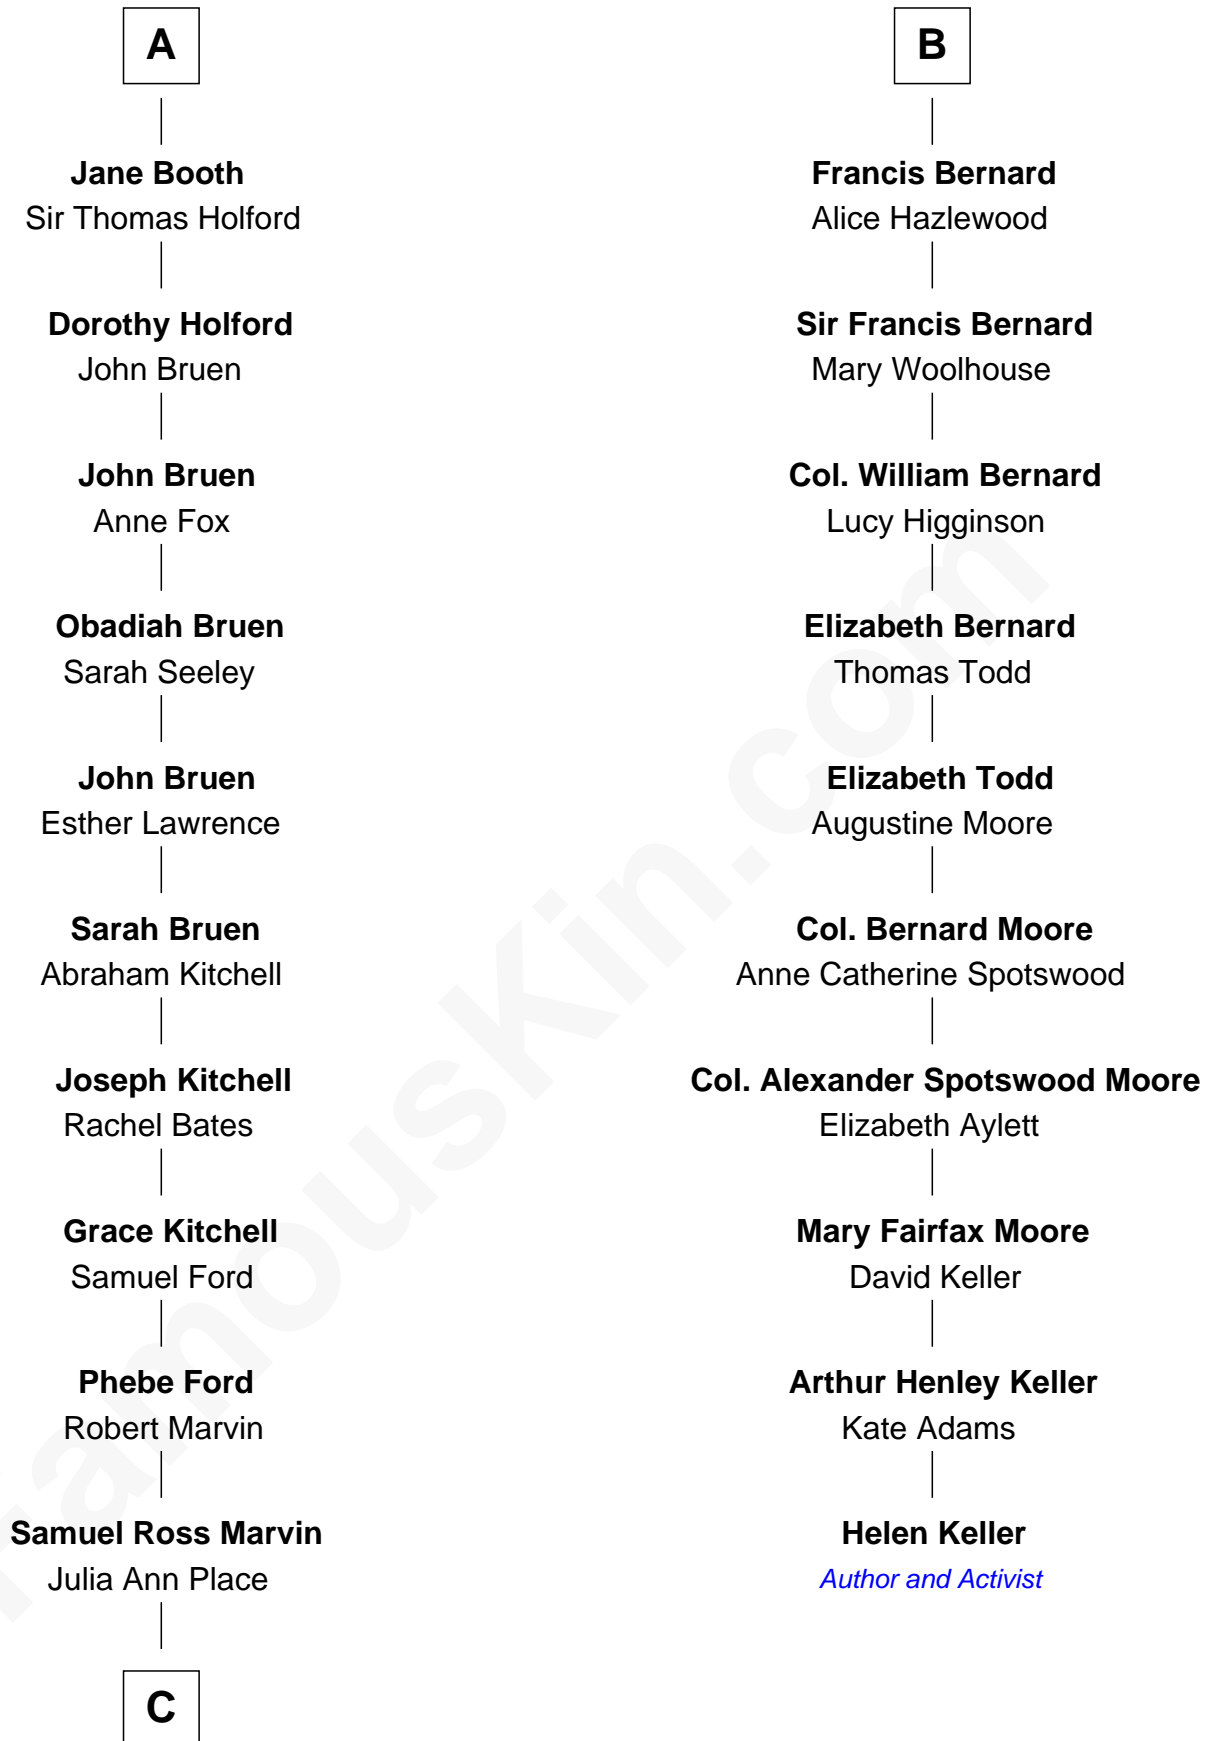 A
Jane Booth
Sir Thomas Holford
Dorothy Holford
John Bruen
John Bruen
Anne Fox
Obadiah Bruen
Sarah Seeley
John Bruen
Esther Lawrence
Sarah Bruen
Abraham Kitchell
Joseph Kitchell
Rachel Bates
Grace Kitchell
Samuel Ford
Phebe Ford
Robert Marvin
Samuel Ross Marvin
Julia Ann Place
C
B
Francis Bernard
Alice Hazlewood
Sir Francis Bernard
Mary Woolhouse
Col. William Bernard
Lucy Higginson
Elizabeth Bernard
Thomas Todd
Elizabeth Todd
Augustine Moore
Col. Bernard Moore
Anne Catherine Spotswood
Col. Alexander Spotswood Moore
Elizabeth Aylett
Mary Fairfax Moore
David Keller
Arthur Henley Keller
Kate Adams
Helen Keller
Author and Activist
FamousKin.com